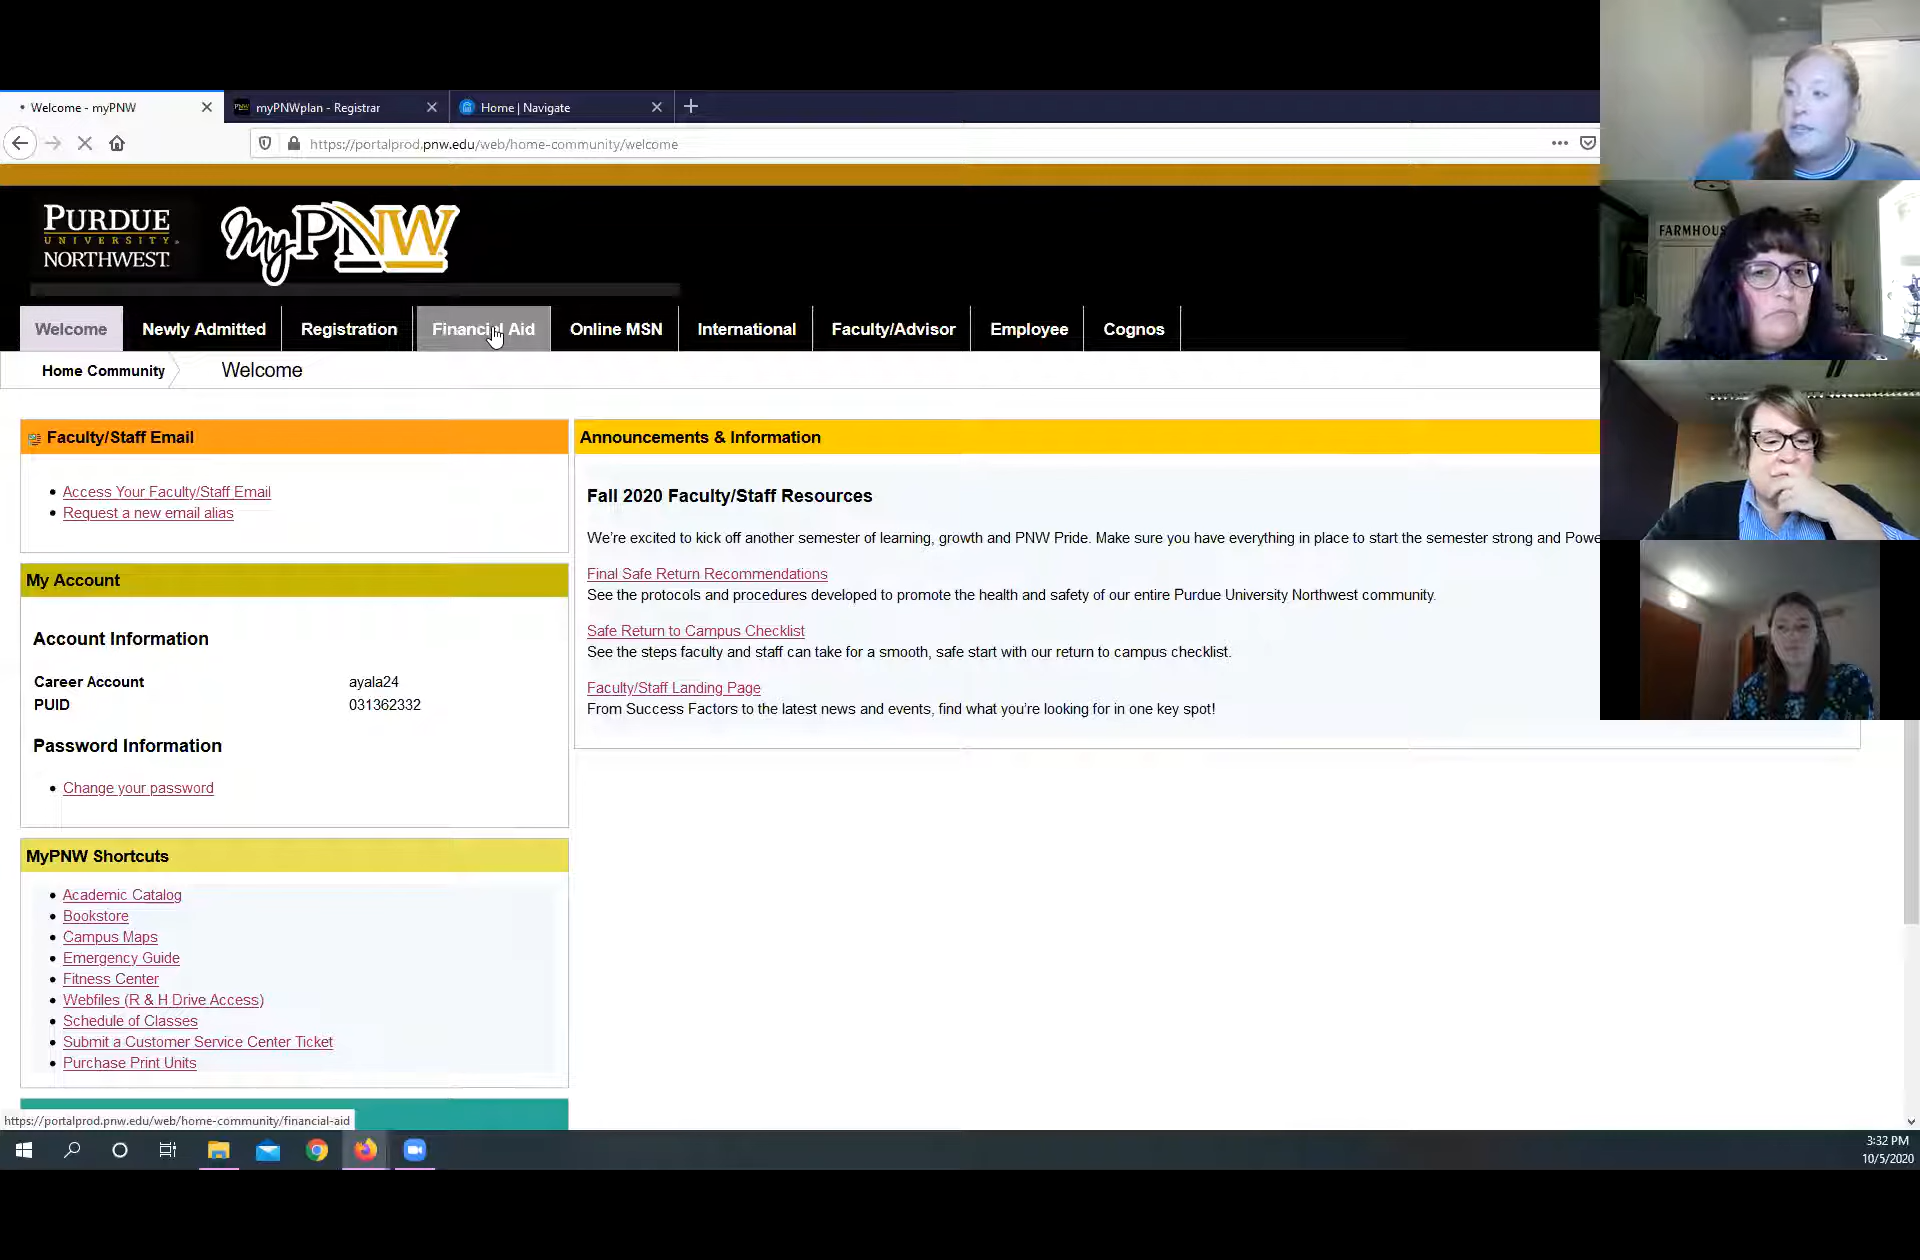 Welcome - myPNW
myPNWplan - Registrar
Home | Navigate
https://portalprod.pnw.edu/web/home-community/welcome
PURDUE
UNIVERSITY
NORTHWEST
MyPNW
FARMHOUS
Welcome
Newly Admitted
Registration
Financial Aid
Online MSN
International
Faculty/Advisor
Employee
Cognos
Home Community
Welcome
Faculty/Staff Email
Access Your Faculty/Staff Email
Request a new email alias
My Account
Account Information
Career Account ayala24
PUID 031362332
Password Information
Change your password
MyPNW Shortcuts
Academic Catalog
Bookstore
Campus Maps
Emergency Guide
Fitness Center
Webfiles (R & H Drive Access)
Schedule of Classes
Submit a Customer Service Center Ticket
Purchase Print Units
Announcements & Information
Fall 2020 Faculty/Staff Resources
We're excited to kick off another semester of learning, growth and PNW Pride. Make sure you have everything in place to start the semester strong and Powe
Final Safe Return Recommendations
See the protocols and procedures developed to promote the health and safety of our entire Purdue University Northwest community.
Safe Return to Campus Checklist
See the steps faculty and staff can take for a smooth, safe start with our return to campus checklist.
Faculty/Staff Landing Page
From Success Factors to the latest news and events, find what you're looking for in one key spot!
https://portalprod.pnw.edu/web/home-community/financial-aid
3:32 PM
10/5/2020